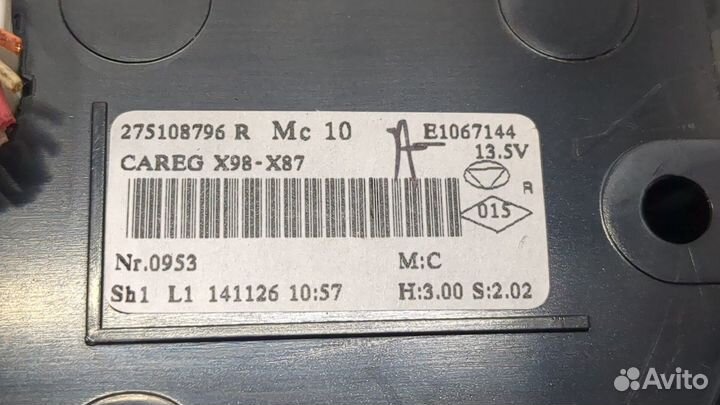 275108796 R Mc 10 A E1067144
CAREG X98-X87 13.5V
R
015
Nr.0953 M:C
Sh1 L1 141126 10:57 H:3.00 S:2.02
Avito